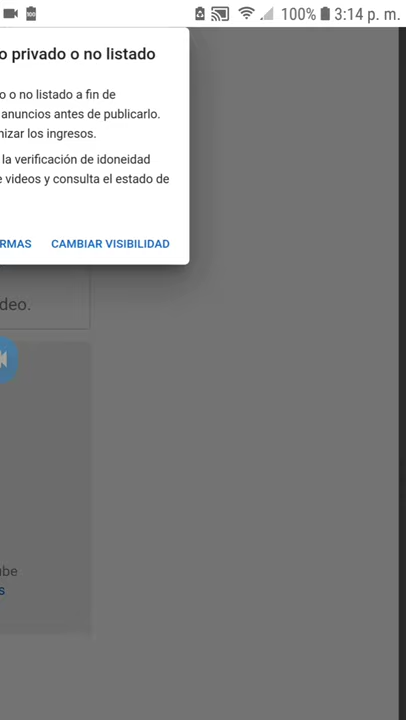 100% 3:14 p. m.
o privado o no listado
o o no listado a fin de
anuncios antes de publicarlo.
nizar los ingresos.
la verificación de idoneidad
e videos y consulta el estado de
RMAS CAMBIAR VISIBILIDAD
deo.
ube
s